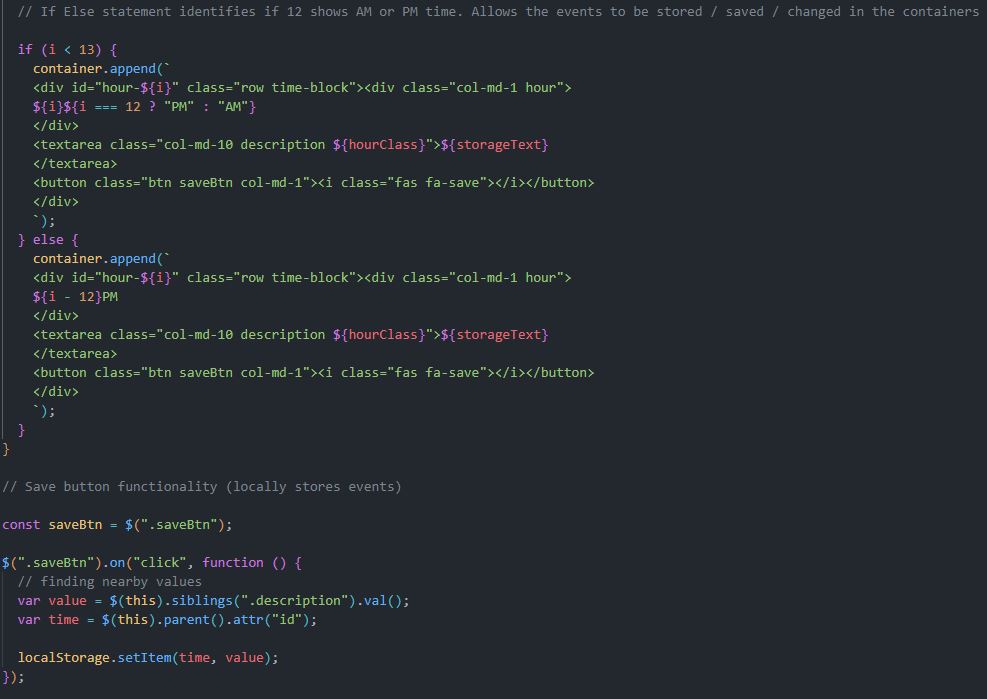 // If Else statement identifies if 12 shows AM or PM time. Allows the events to be stored / saved / changed in the containers
if (i < 13) {
container.append(`
<div id="hour-${i}" class="row time-block"><div class="col-md-1 hour">
${i}${i === 12 ? "PM" : "AM"}
</div>
<textarea class="col-md-10 description ${hourClass}">${storageText}
</textarea>
<button class="btn saveBtn col-md-1"><i class="fas fa-save"></i></button>
</div>
`);
} else {
container.append(`
<div id="hour-${i}" class="row time-block"><div class="col-md-1 hour">
${i - 12}PM
</div>
<textarea class="col-md-10 description ${hourClass}">${storageText}
</textarea>
<button class="btn saveBtn col-md-1"><i class="fas fa-save"></i></button>
</div>
`);
}
}
// Save button functionality (locally stores events)
const saveBtn = $(".saveBtn");
$(".saveBtn").on("click", function () {
// finding nearby values
var value = $(this).siblings(".description").val();
var time = $(this).parent().attr("id");
localStorage.setItem(time, value);
});